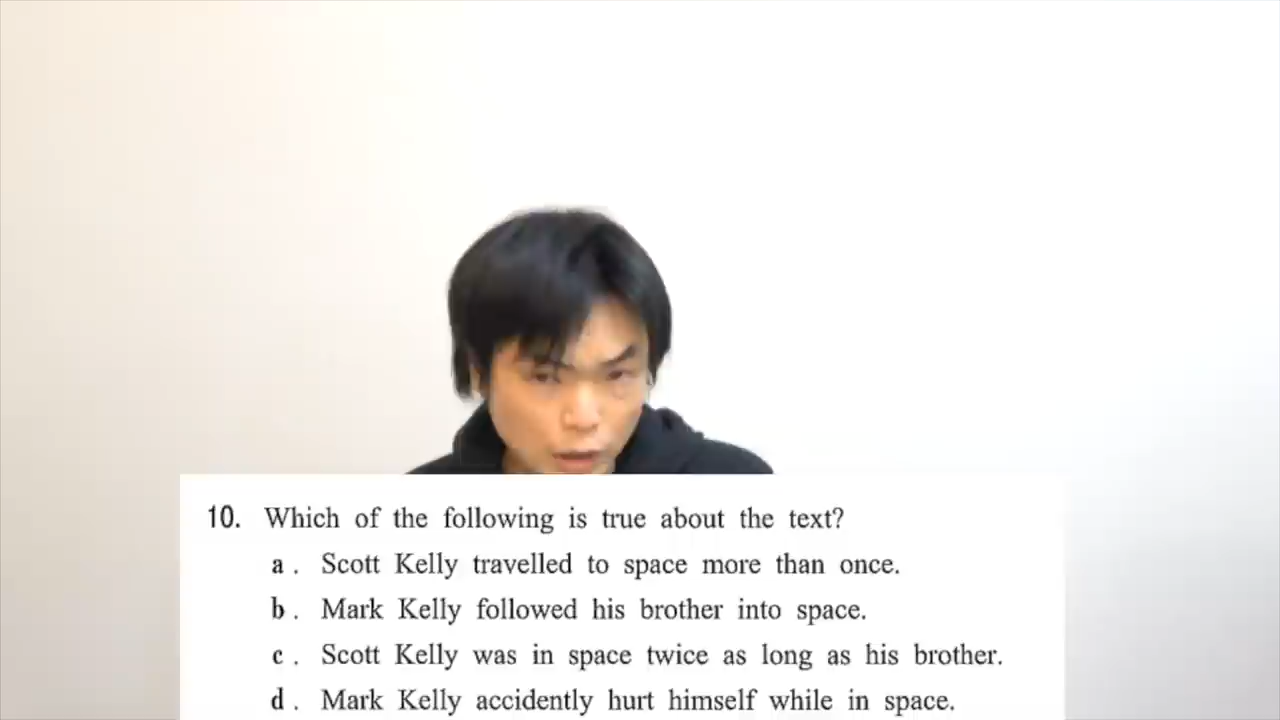 10. Which of the following is true about the text?
a. Scott Kelly travelled to space more than once.
b. Mark Kelly followed his brother into space.
c. Scott Kelly was in space twice as long as his brother.
d. Mark Kelly accidently hurt himself while in space.